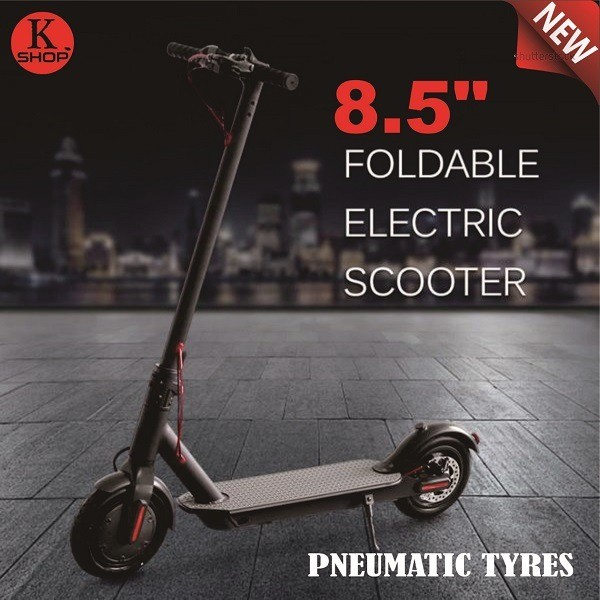 K
SHOP
NEW
8.5"
FOLDABLE
ELECTRIC
SCOOTER
PNEUMATIC TYRES